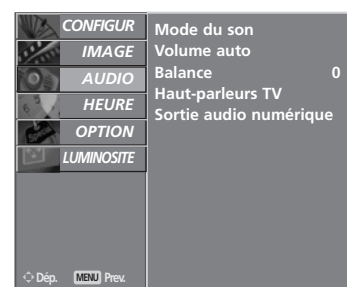 CONFIGUR
IMAGE
AUDIO
HEURE
OPTION
LUMINOSITE
Mode du son
Volume auto
Balance 0
Haut-parleurs TV
Sortie audio numérique
Dép. MENU Prev.